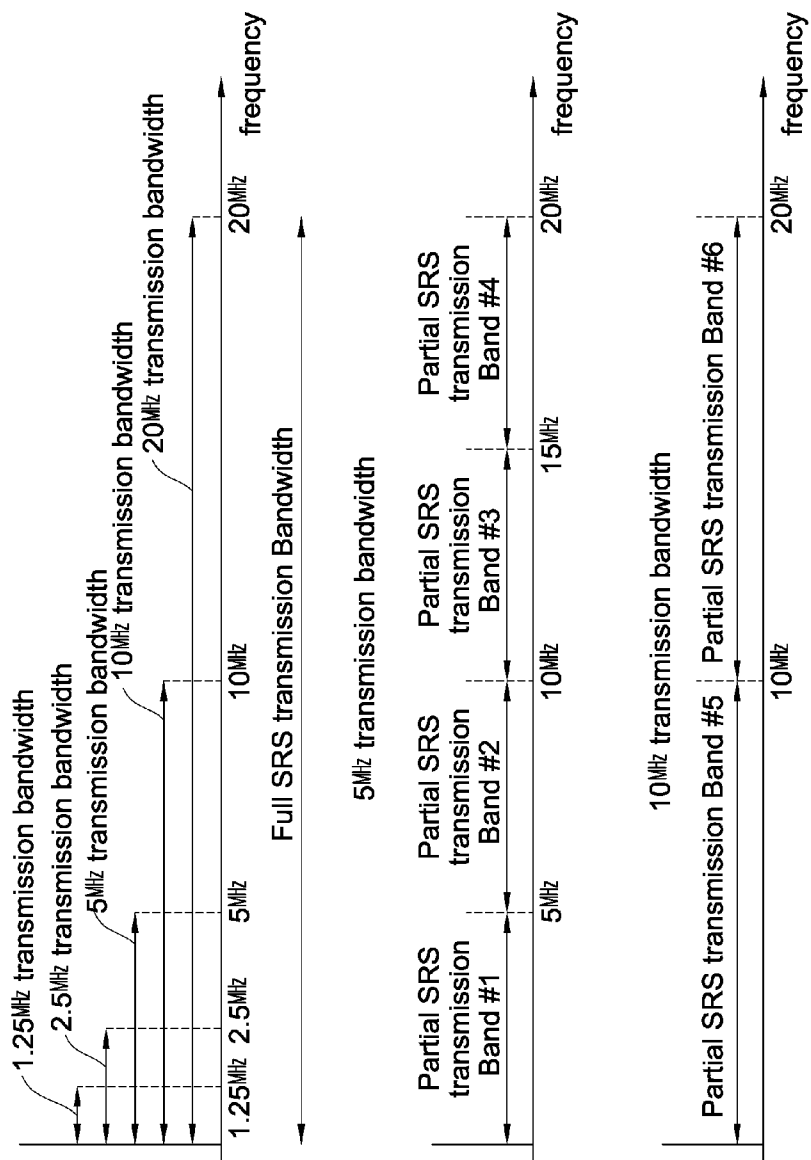 1.25MHz transmission bandwidth
2.5MHz transmission bandwidth
5MHz transmission bandwidth
10MHz transmission bandwidth
20MHz transmission bandwidth
1.25MHz
2.5MHz
5MHz
10MHz
20MHz
frequency
Full SRS transmission Bandwidth
5MHz transmission bandwidth
Partial SRS
transmission
Band #1
Partial SRS
transmission
Band #2
Partial SRS
transmission
Band #3
Partial SRS
transmission
Band #4
5MHz
10MHz
15MHz
20MHz
frequency
10MHz transmission bandwidth
Partial SRS transmission Band #5
Partial SRS transmission Band #6
10MHz
20MHz
frequency